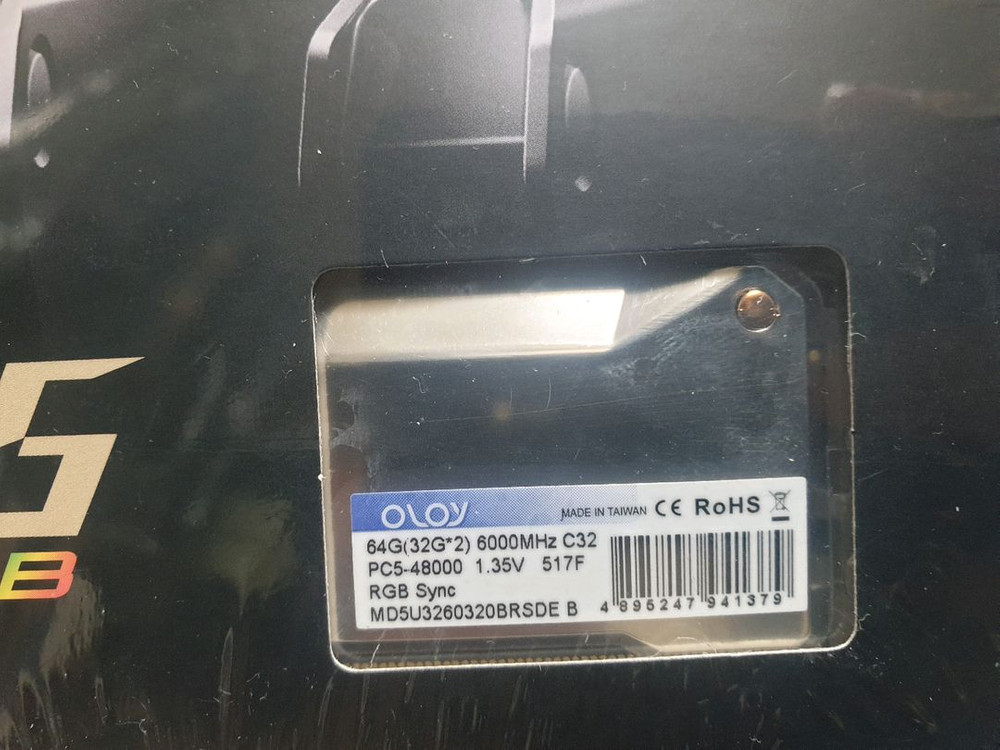 5
B
OLOy MADE IN TAIWAN CE RoHS
64G(32G*2) 6000MHz C32
PC5-48000 1.35V 517F
RGB Sync
MD5U3260320BRSDE B
4 895247 941379